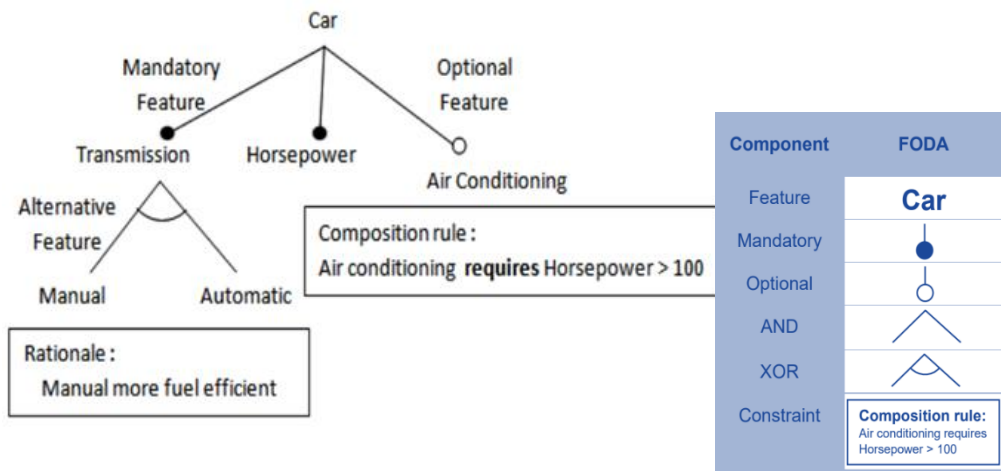 Car
Mandatory
Feature
Optional
Feature
Transmission
Horsepower
Air Conditioning
Alternative
Feature
Manual
Automatic
Composition rule :
Air conditioning requires Horsepower > 100
Rationale :
Manual more fuel efficient
Component FODA
Feature Car
Mandatory
Optional
AND
XOR
Constraint
Composition rule:
Air conditioning requires
Horsepower > 100